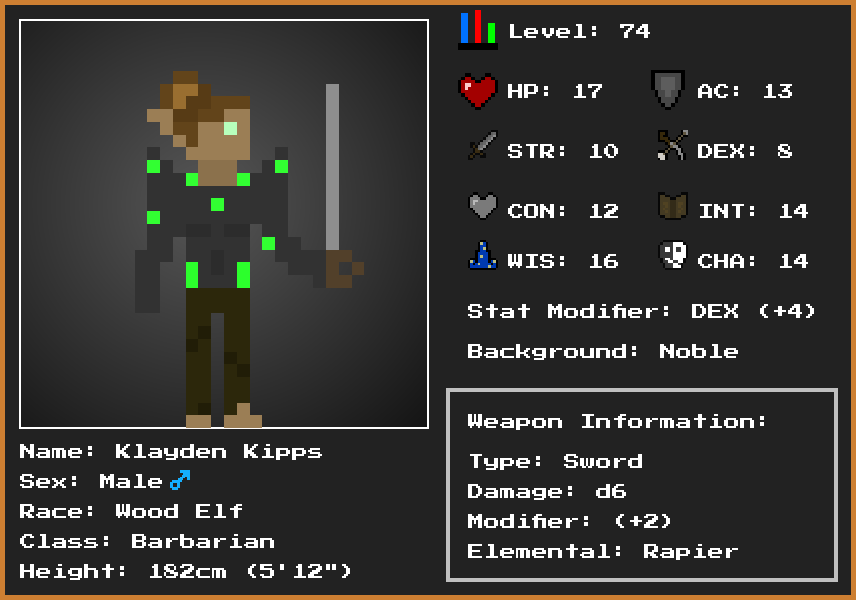 Level: 74
HP: 17
AC: 13
STR: 10
DEX: 8
CON: 12
INT: 14
WIS: 16
CHA: 14
Stat Modifier: DEX (+4)
Background: Noble
Weapon Information:
Type: Sword
Damage: d6
Modifier: (+2)
Elemental: Rapier
Name: Klayden Kipps
Sex: Male ♂
Race: Wood Elf
Class: Barbarian
Height: 182cm (5'12")